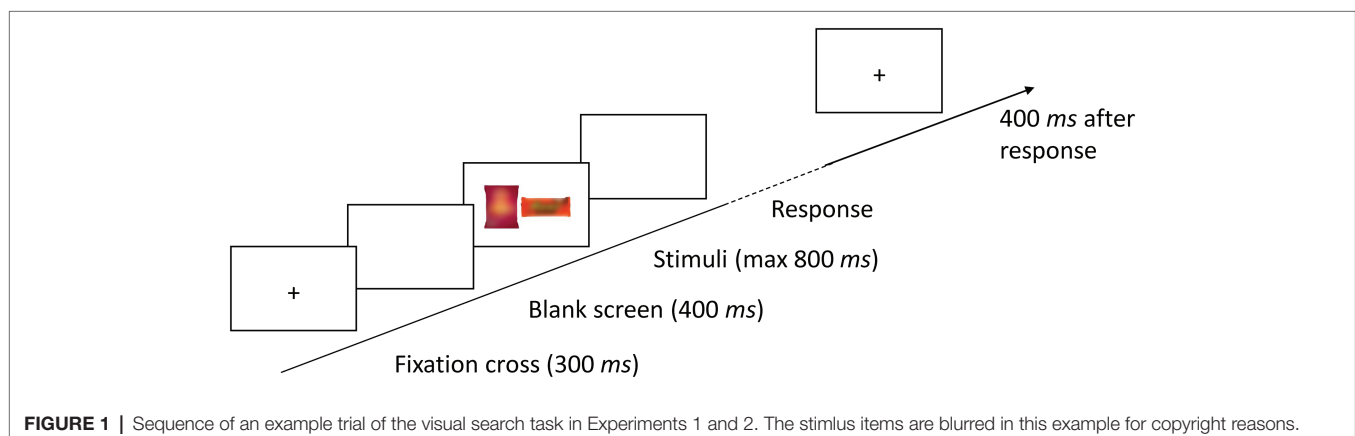 +
400 ms after
response
+
Response
Stimuli (max 800 ms)
Blank screen (400 ms)
Fixation cross (300 ms)
FIGURE 1 | Sequence of an example trial of the visual search task in Experiments 1 and 2. The stimlus items are blurred in this example for copyright reasons.